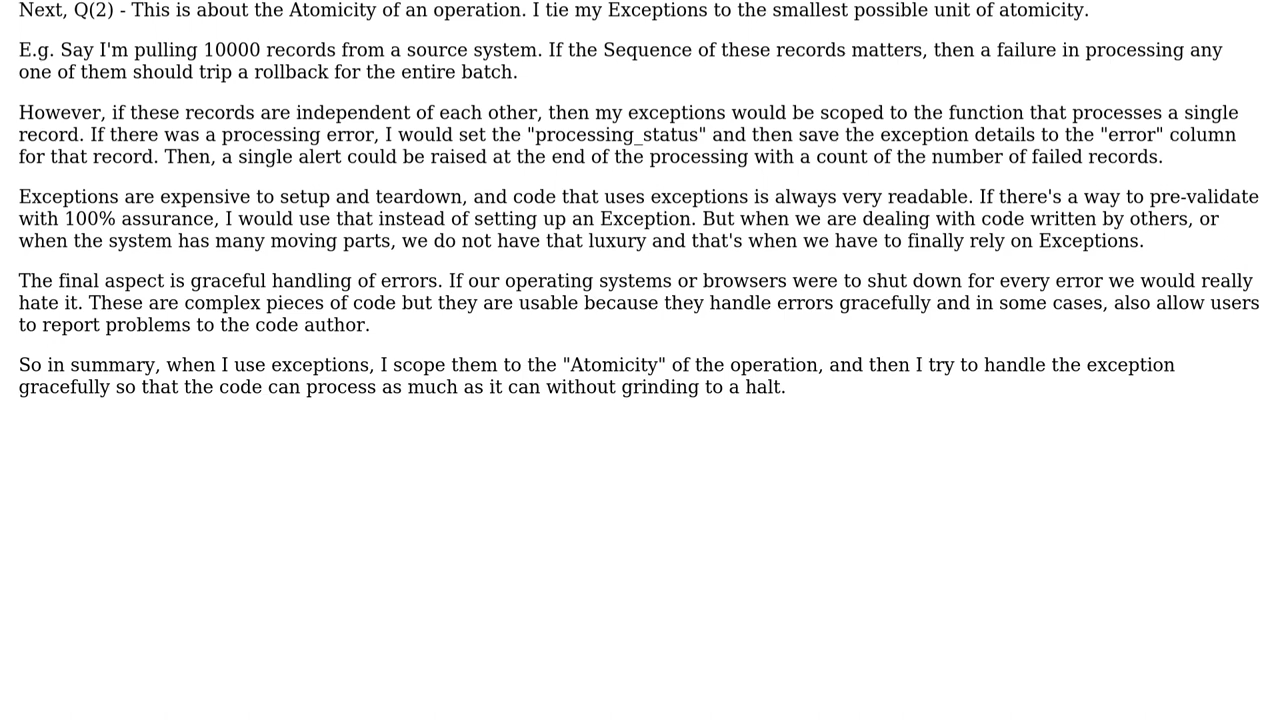 Next, Q(2) - This is about the Atomicity of an operation. I tie my Exceptions to the smallest possible unit of atomicity.
E.g. Say I'm pulling 10000 records from a source system. If the Sequence of these records matters, then a failure in processing any
one of them should trip a rollback for the entire batch.
However, if these records are independent of each other, then my exceptions would be scoped to the function that processes a single
record. If there was a processing error, I would set the "processing_status" and then save the exception details to the "error" column
for that record. Then, a single alert could be raised at the end of the processing with a count of the number of failed records.
Exceptions are expensive to setup and teardown, and code that uses exceptions is always very readable. If there's a way to pre-validate
with 100% assurance, I would use that instead of setting up an Exception. But when we are dealing with code written by others, or
when the system has many moving parts, we do not have that luxury and that's when we have to finally rely on Exceptions.
The final aspect is graceful handling of errors. If our operating systems or browsers were to shut down for every error we would really
hate it. These are complex pieces of code but they are usable because they handle errors gracefully and in some cases, also allow users
to report problems to the code author.
So in summary, when I use exceptions, I scope them to the "Atomicity" of the operation, and then I try to handle the exception
gracefully so that the code can process as much as it can without grinding to a halt.